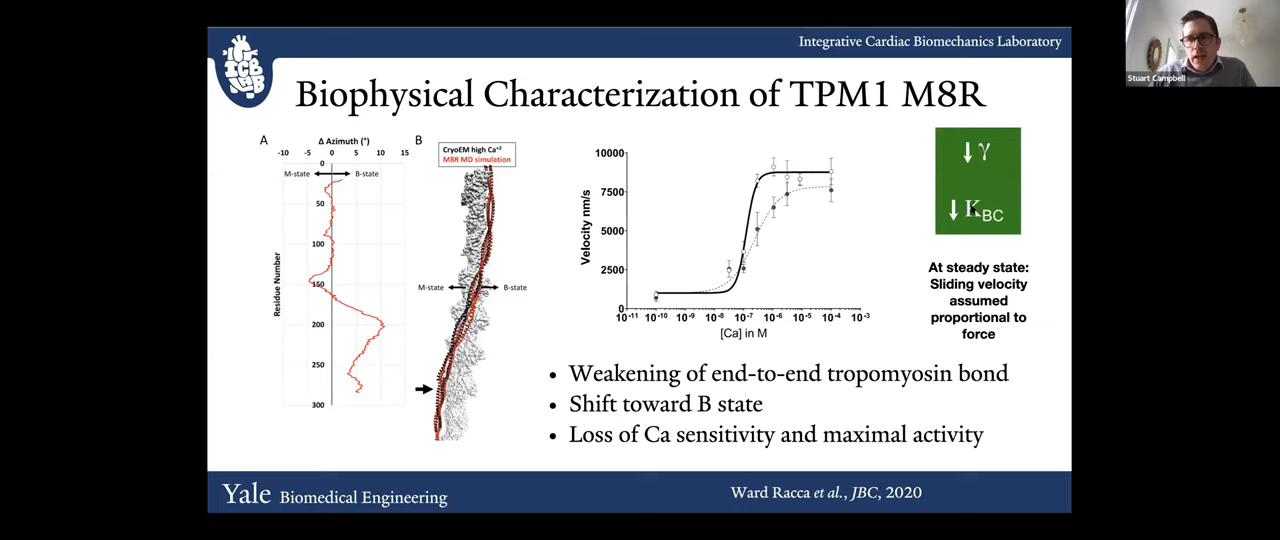 Integrative Cardiac Biomechanics Laboratory
ICB
LAB
Stuart Campbell
Biophysical Characterization of TPM1 M8R
A
Δ Azimuth (°)
-10 -5 0 5 10 15
M-state B-state
0
50
100
150
200
250
300
Residue Number
B
CryoEM high Ca+2
M8R MD simulation
M-state B-state
Velocity nm/s
10000
7500
5000
2500
0
10-11 10-10 10-9 10-8 10-7 10-6 10-5 10-4 10-3
[Ca] in M
↓ γ
↓ KBC
At steady state:
Sliding velocity
assumed
proportional to
force
• Weakening of end-to-end tropomyosin bond
• Shift toward B state
• Loss of Ca sensitivity and maximal activity
Yale Biomedical Engineering
Ward Racca et al., JBC, 2020